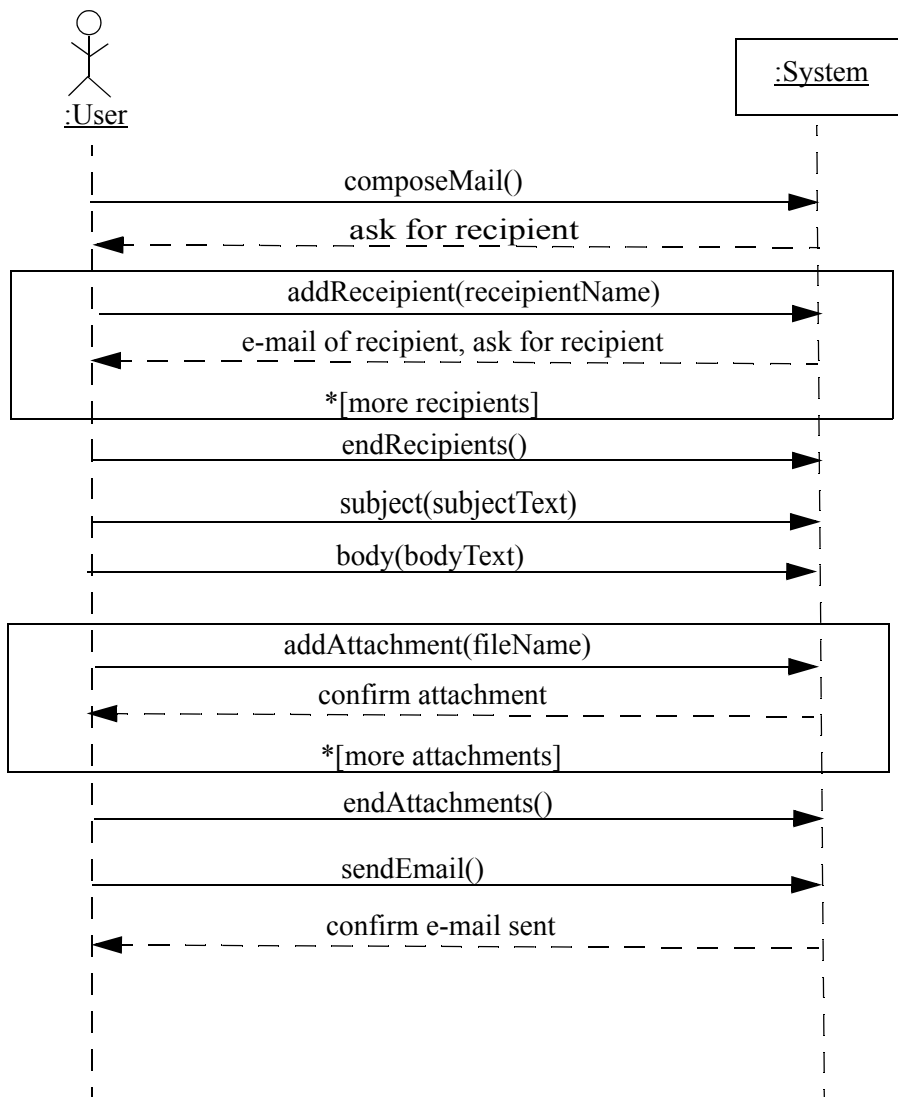 :System
:User
composeMail()
ask for recipient
addReceipient(receipientName)
e-mail of recipient, ask for recipient
*[more recipients]
endRecipients()
subject(subjectText)
body(bodyText)
addAttachment(fileName)
confirm attachment
*[more attachments]
endAttachments()
sendEmail()
confirm e-mail sent